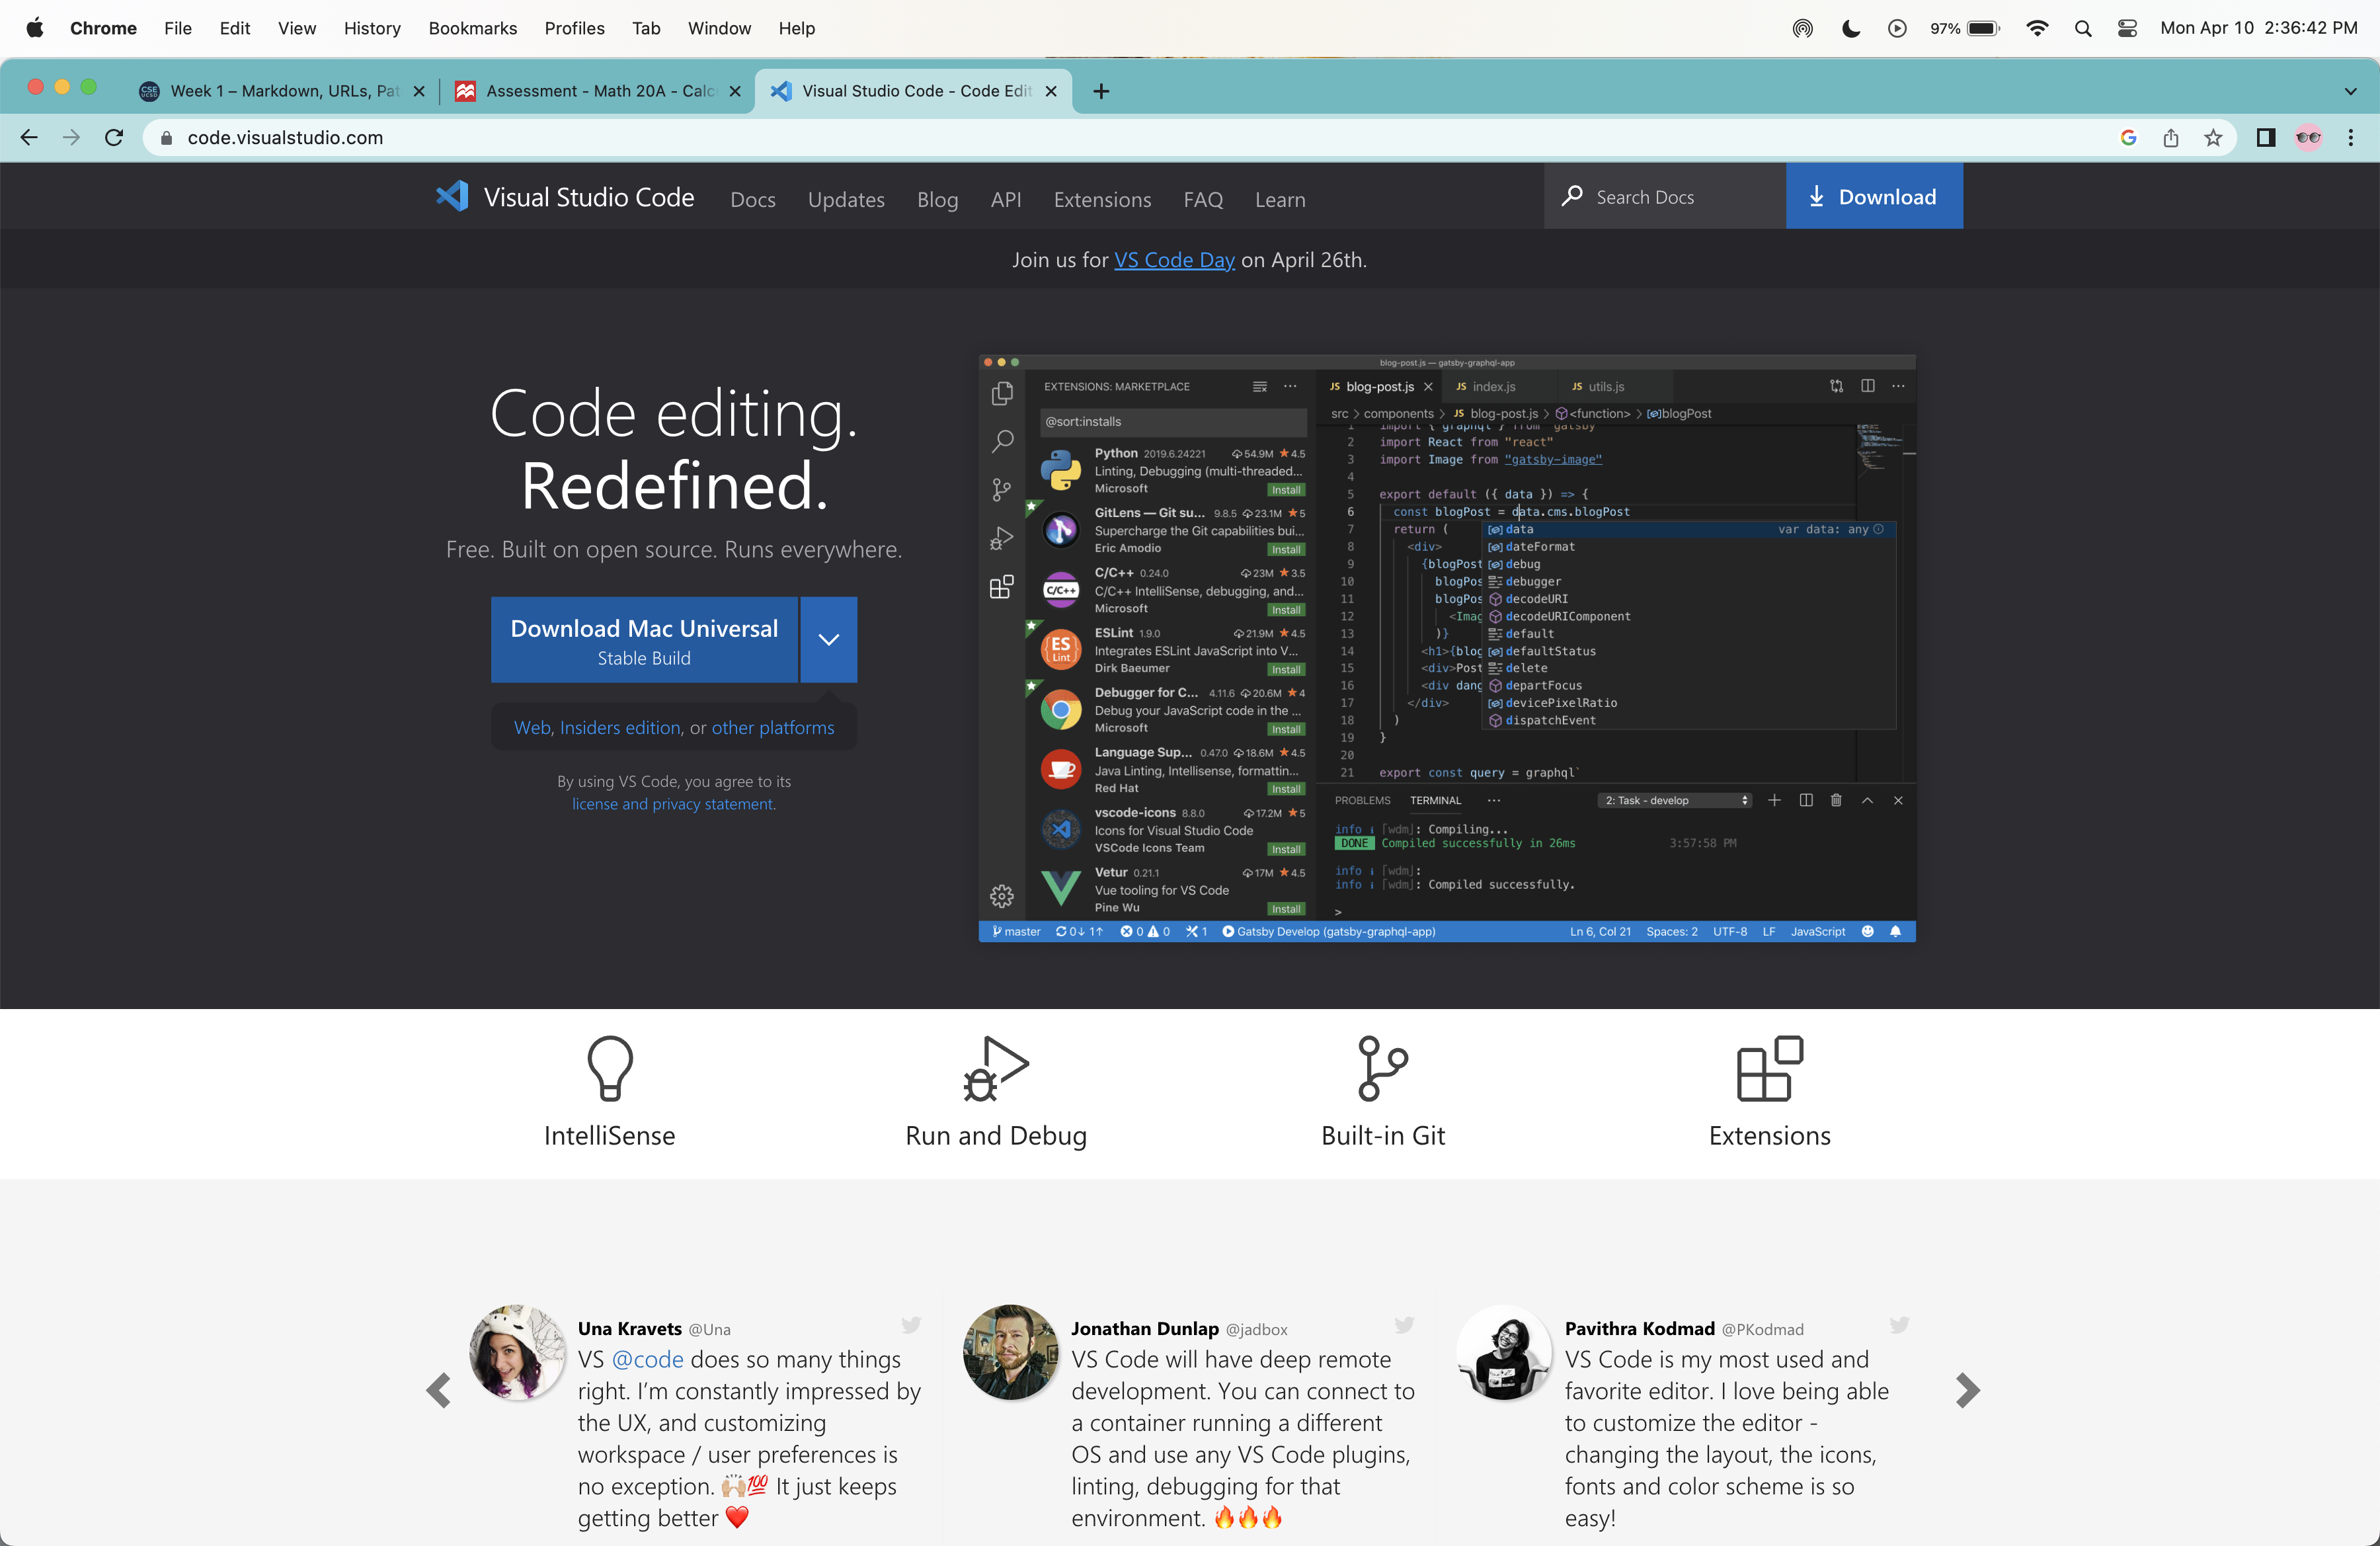 Chrome File Edit View History Bookmarks Profiles Tab Window Help 97% Mon Apr 10 2:36:42 PM
Week 1 – Markdown, URLs, Pat Assessment - Math 20A - Calc Visual Studio Code - Code Edit
code.visualstudio.com
Visual Studio Code Docs Updates Blog API Extensions FAQ Learn Search Docs Download
Join us for VS Code Day on April 26th.
Code editing.
Redefined.
Free. Built on open source. Runs everywhere.
Download Mac Universal
Stable Build
Web, Insiders edition, or other platforms
By using VS Code, you agree to its
license and privacy statement.
blog-post.js — gatsby-graphql-app
EXTENSIONS: MARKETPLACE
@sort:installs
Python 2019.6.24221 54.9M ★4.5
Linting, Debugging (multi-threaded...
Microsoft Install
GitLens — Git su... 9.8.5 23.1M ★5
Supercharge the Git capabilities bui...
Eric Amodio Install
C/C++ 0.24.0 23M ★3.5
C/C++
C/C++ IntelliSense, debugging, and...
Microsoft Install
ESLint 1.9.0 21.9M ★4.5
ES
Lint
Integrates ESLint JavaScript into V...
Dirk Baeumer Install
Debugger for C... 4.11.6 20.6M ★4
Debug your JavaScript code in the ...
Microsoft Install
Language Sup... 0.47.0 18.6M ★4.5
Java Linting, Intellisense, formattin...
Red Hat Install
vscode-icons 8.8.0 17.2M ★5
Icons for Visual Studio Code
VSCode Icons Team Install
Vetur 0.21.1 17M ★4.5
Vue tooling for VS Code
Pine Wu Install
JS blog-post.js JS index.js JS utils.js
src > components > JS blog-post.js > <function> > blogPost
1 import { graphql } from "gatsby"
2 import React from "react"
3 import Image from "gatsby-image"
4
5 export default ({ data }) => {
6 const blogPost = data.cms.blogPost
7 return (
8 <div>
9 {blogPost
10 blogPos
11 blogPos
12 <Imag
13 )}
14 <h1>{blog
15 <div>Post
16 <div dang
17 </div>
18 )
19 }
20
21 export const query = graphql`
data var data: any
dateFormat
debug
debugger
decodeURI
decodeURIComponent
default
defaultStatus
delete
departFocus
devicePixelRatio
dispatchEvent
PROBLEMS TERMINAL ··· 2: Task - develop
info i ｢wdm｣: Compiling...
DONE Compiled successfully in 26ms 3:57:58 PM
info i ｢wdm｣:
info i ｢wdm｣: Compiled successfully.
>
master 0↓ 1↑ 0 0 1 Gatsby Develop (gatsby-graphql-app) Ln 6, Col 21 Spaces: 2 UTF-8 LF JavaScript
IntelliSense Run and Debug Built-in Git Extensions
Una Kravets @Una
VS @code does so many things
right. I’m constantly impressed by
the UX, and customizing
workspace / user preferences is
no exception. 🙌🏼💯 It just keeps
getting better ❤️
Jonathan Dunlap @jadbox
VS Code will have deep remote
development. You can connect to
a container running a different
OS and use any VS Code plugins,
linting, debugging for that
environment. 🔥🔥🔥
Pavithra Kodmad @PKodmad
VS Code is my most used and
favorite editor. I love being able
to customize the editor -
changing the layout, the icons,
fonts and color scheme is so
easy!